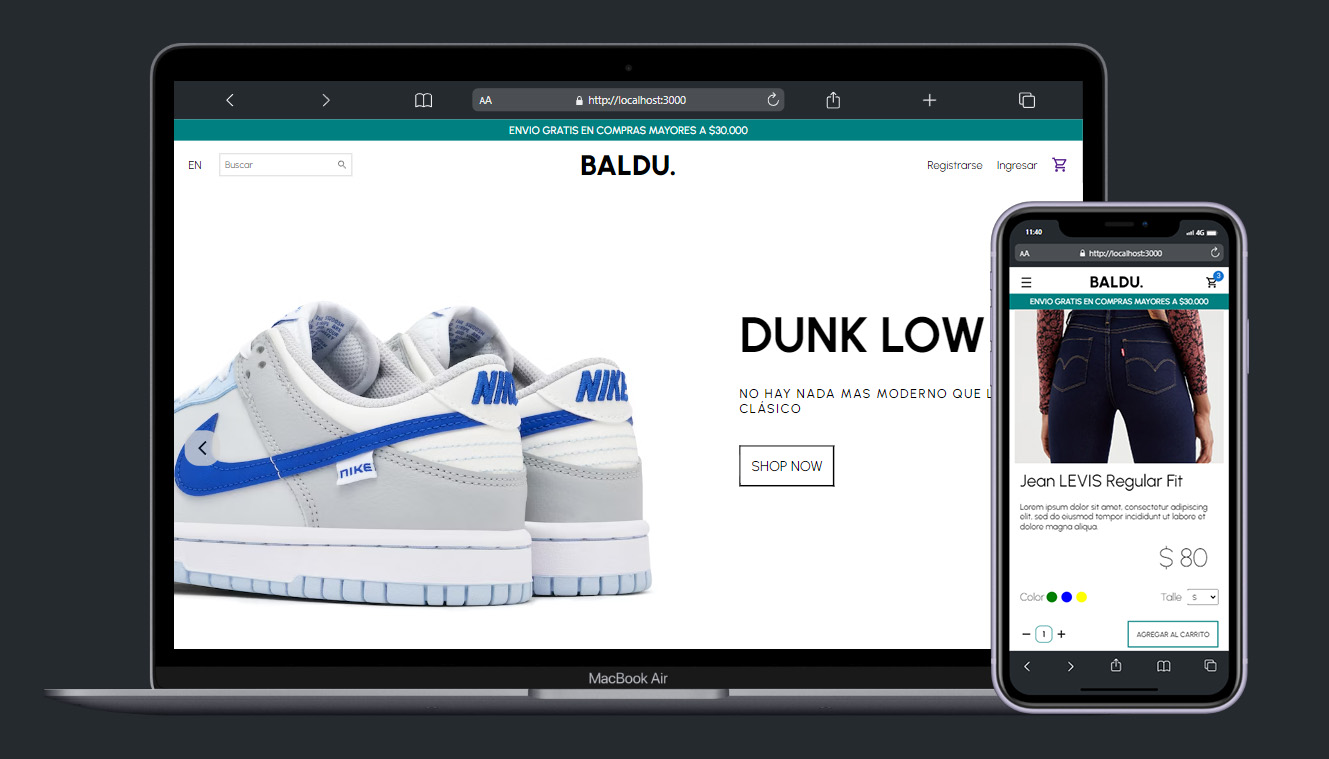 AA
http://localhost:3000
ENVIO GRATIS EN COMPRAS MAYORES A $30.000
EN
Buscar
BALDU.
Registrarse
Ingresar
NIKE
NIKE
NIKE
DUNK LOW
NO HAY NADA MAS MODERNO QUE
CLÁSICO
SHOP NOW
MacBook Air
11:40
4G
AA
http://localhost:3000
BALDU.
3
ENVIO GRATIS EN COMPRAS MAYORES A $30.000
Jean LEVIS Regular Fit
Lorem ipsum dolor sit amet, consectetur adipiscing
elit, sed do eiusmod tempor incididunt ut labore et
dolore magna aliqua.
$ 80
Color
Talle
S
− 1 +
AGREGAR AL CARRITO